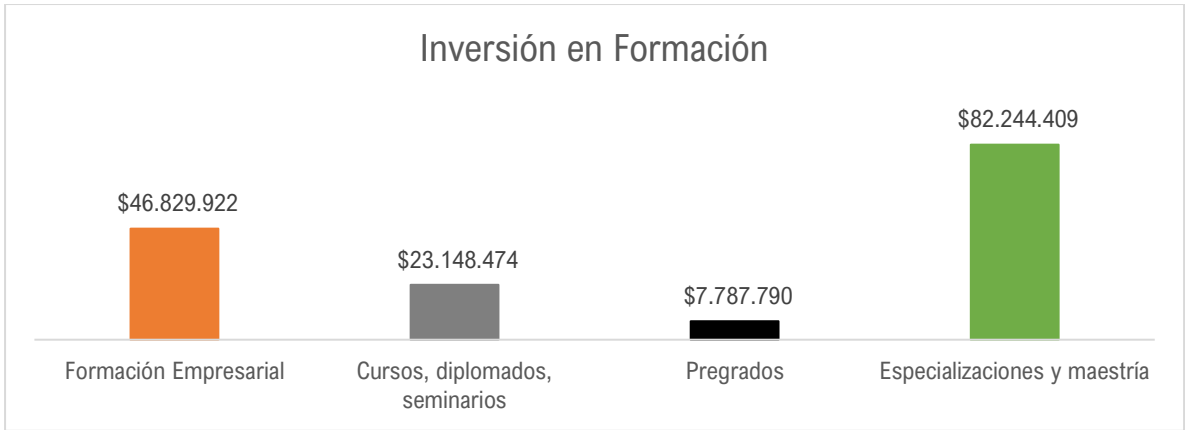 Inversión en Formación
$82.244.409
$46.829.922
$23.148.474
$7.787.790
Formación Empresarial
Cursos, diplomados,
seminarios
Pregrados
Especializaciones y maestría